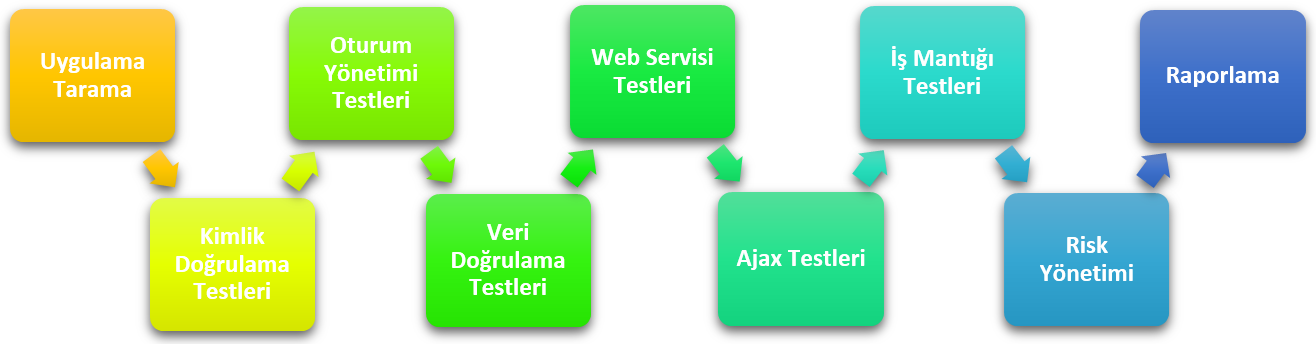 Uygulama
Tarama
Kimlik
Doğrulama
Testleri
Oturum
Yönetimi
Testleri
Veri
Doğrulama
Testleri
Web Servisi
Testleri
Ajax Testleri
İş Mantığı
Testleri
Risk
Yönetimi
Raporlama